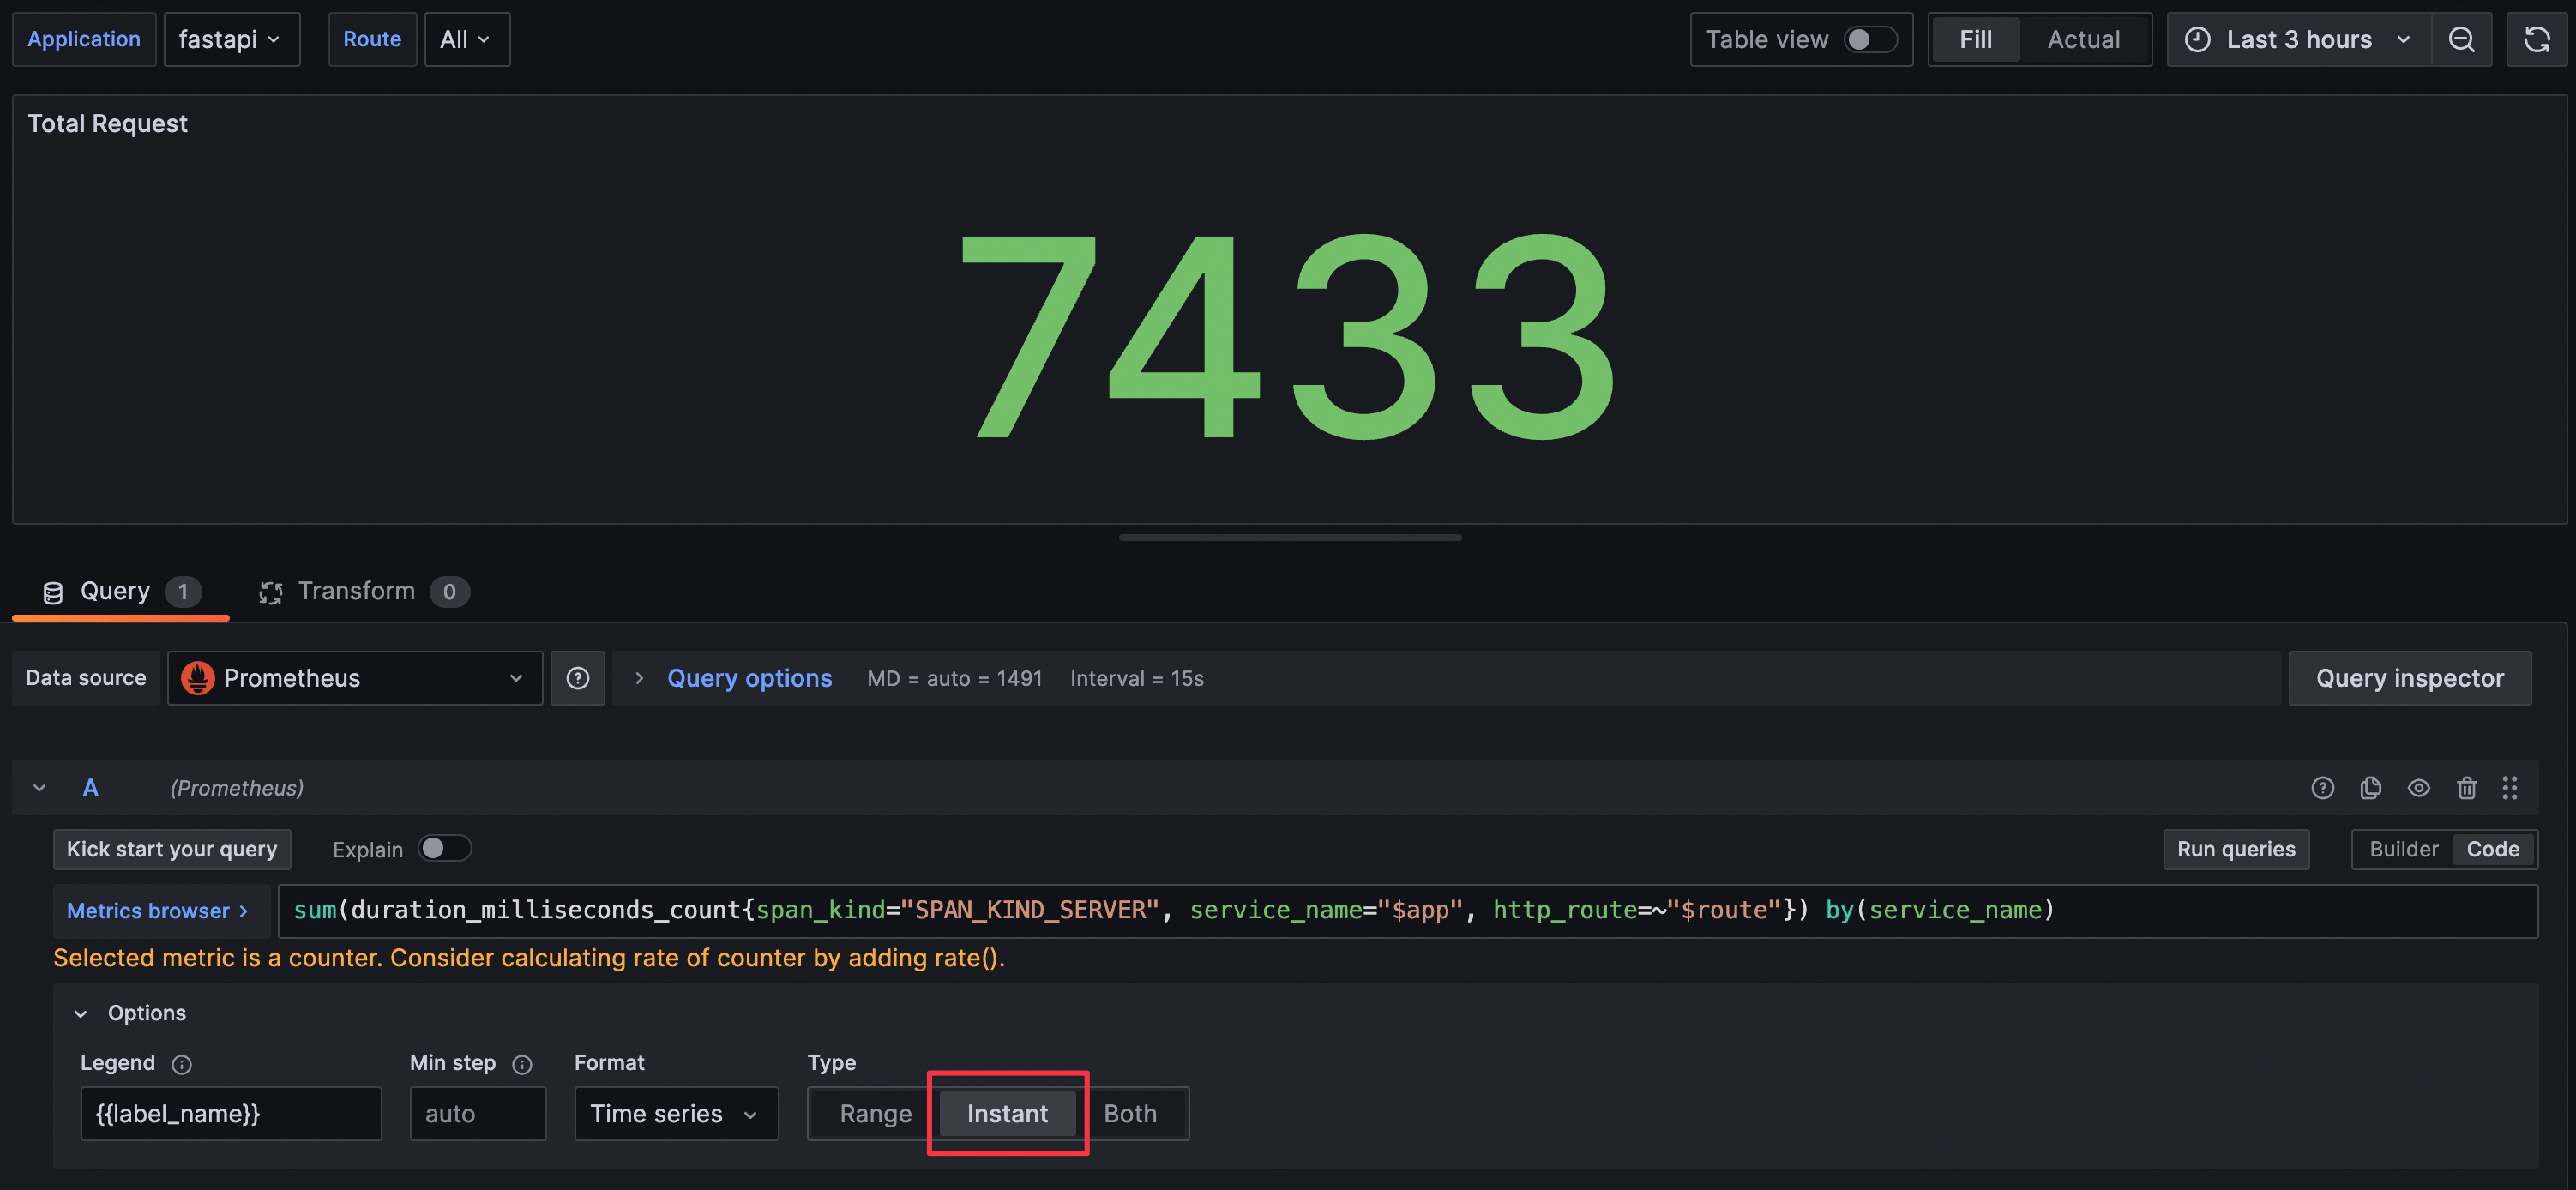 Application fastapi Route All Table view Fill Actual Last 3 hours
Total Request
7433
Query 1 Transform 0
Data source Prometheus Query options MD = auto = 1491 Interval = 15s Query inspector
A (Prometheus)
Kick start your query Explain Run queries Builder Code
Metrics browser > sum(duration_milliseconds_count{span_kind="SPAN_KIND_SERVER", service_name="$app", http_route=~"$route"}) by(service_name)
Selected metric is a counter. Consider calculating rate of counter by adding rate().
Options
Legend Min step Format Type
{{label_name}} auto Time series Range Instant Both